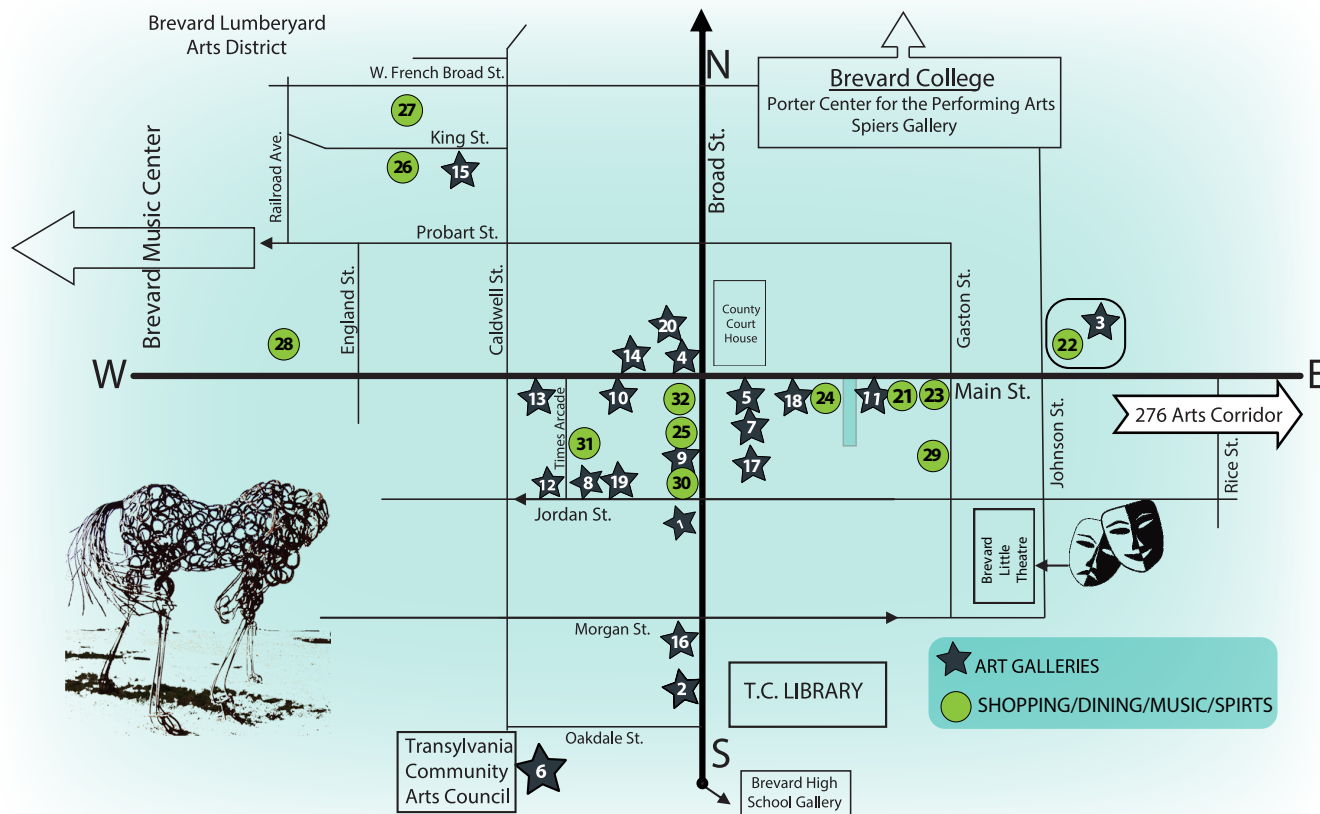 Brevard Lumberyard
Arts District
W. French Broad St.
N
Brevard College
Porter Center for the Performing Arts
Spiers Gallery
27
King St.
26
15
Railroad Ave.
Broad St.
Brevard Music Center
Probart St.
England St.
Caldwell St.
Gaston St.
County
Court
House
20
14
4
3
22
28
W
E
Main St.
13
10
32
5
18
24
11
21
23
276 Arts Corridor
Times Arcade
31
25
7
9
17
29
Johnson St.
Rice St.
12
8
19
30
Jordan St.
1
Brevard
Little
Theatre
Morgan St.
16
2
T.C. LIBRARY
ART GALLERIES
SHOPPING/DINING/MUSIC/SPIRTS
Oakdale St.
S
Transylvania
Community
Arts Council
6
Brevard High
School Gallery